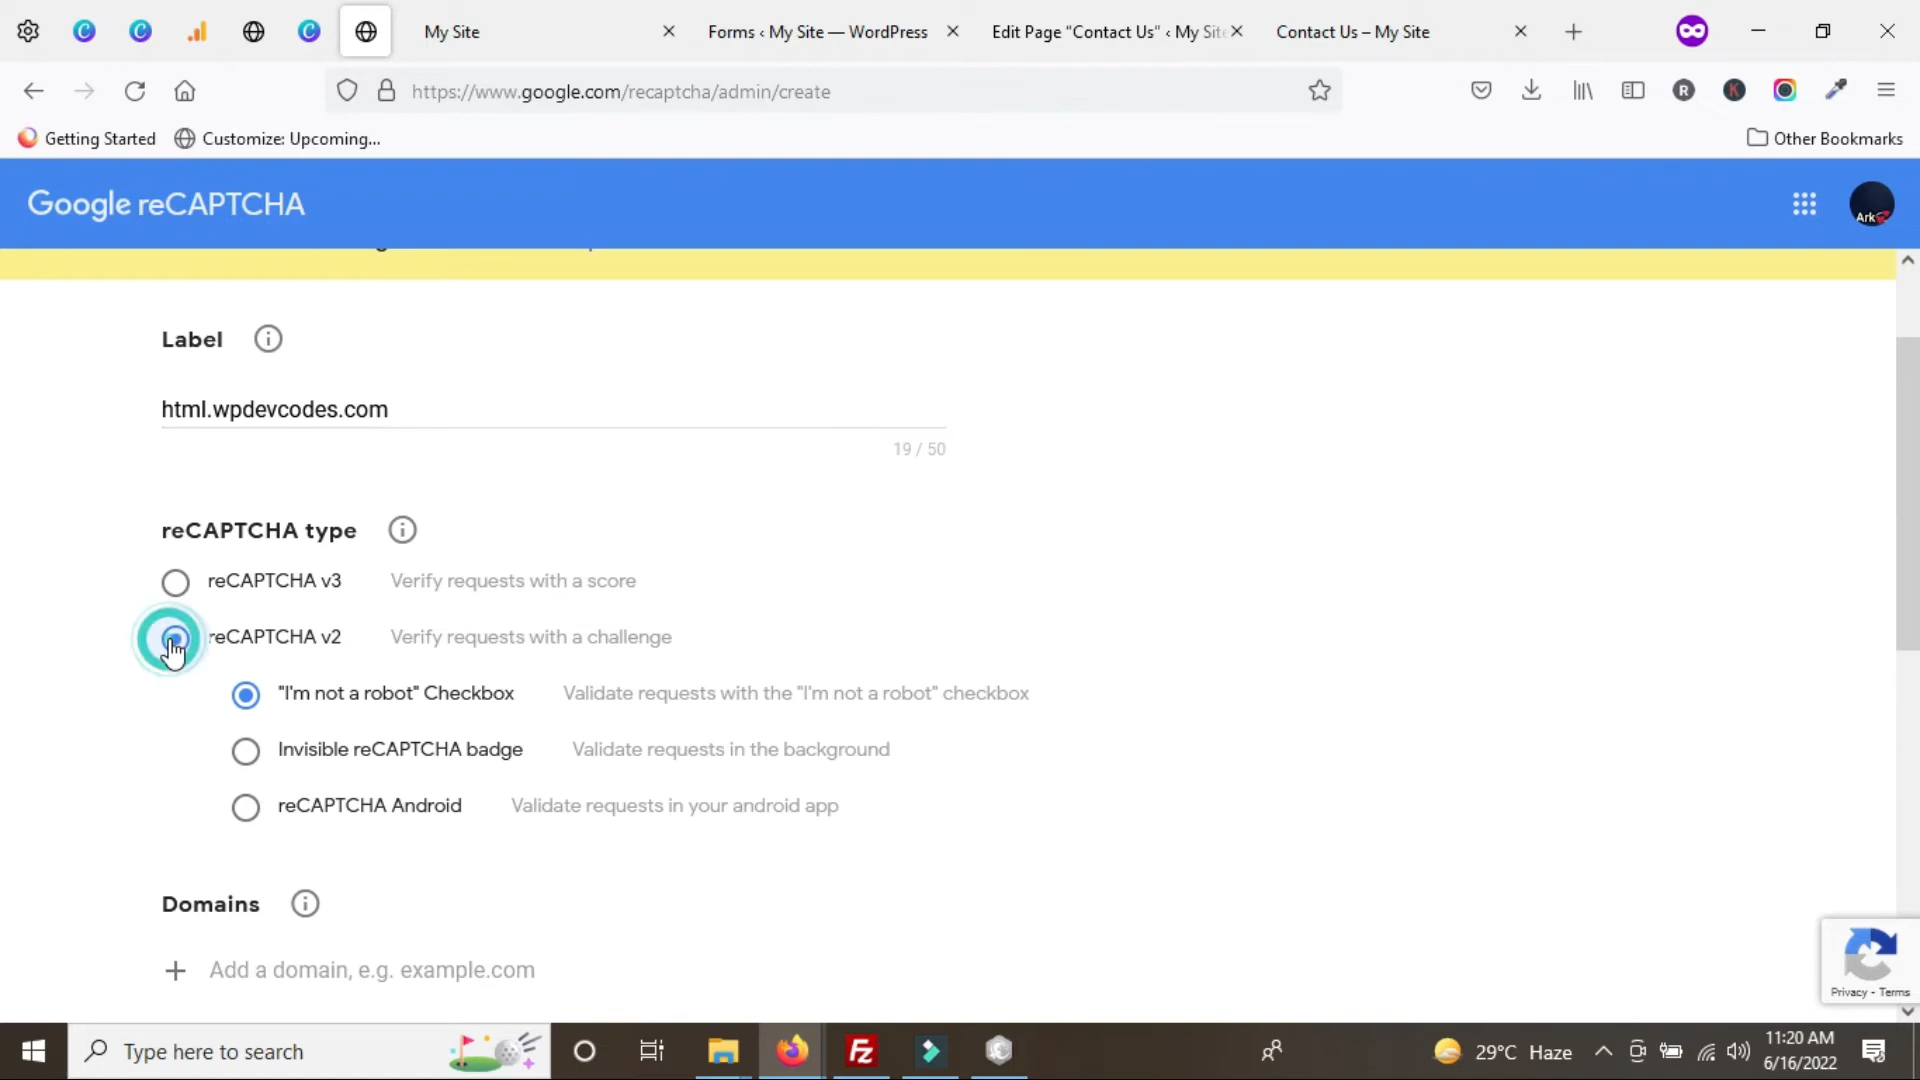 My Site
Forms ‹ My Site — WordPress
Edit Page “Contact Us” ‹ My Site
Contact Us – My Site
https://www.google.com/recaptcha/admin/create
Getting Started
Customize: Upcoming...
Other Bookmarks
Google reCAPTCHA
Ark
Label
html.wpdevcodes.com
19 / 50
reCAPTCHA type
reCAPTCHA v3 Verify requests with a score
reCAPTCHA v2 Verify requests with a challenge
"I'm not a robot" Checkbox Validate requests with the "I'm not a robot" checkbox
Invisible reCAPTCHA badge Validate requests in the background
reCAPTCHA Android Validate requests in your android app
Domains
Add a domain, e.g. example.com
Privacy - Terms
Type here to search
29°C Haze
11:20 AM
6/16/2022